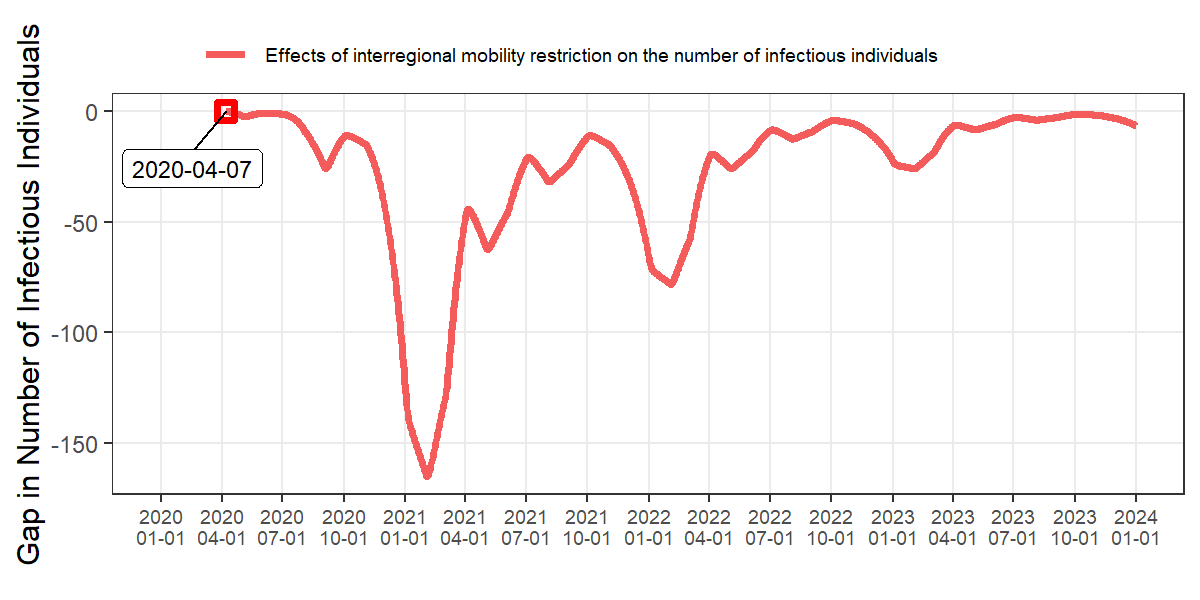 Effects of interregional mobility restriction on the number of infectious individuals
Gap in Number of Infectious Individuals
0
-50
-100
-150
2020-04-07
2020 2020 2020 2020 2021 2021 2021 2021 2022 2022 2022 2022 2023 2023 2023 2023 2024
01-01 04-01 07-01 10-01 01-01 04-01 07-01 10-01 01-01 04-01 07-01 10-01 01-01 04-01 07-01 10-01 01-01